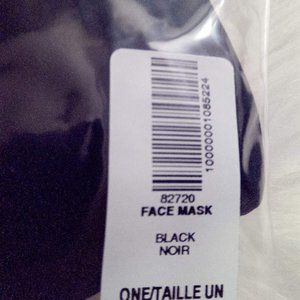 10000001085224
82720
FACE MASK
BLACK
NOIR
ONE/TAILLE UN